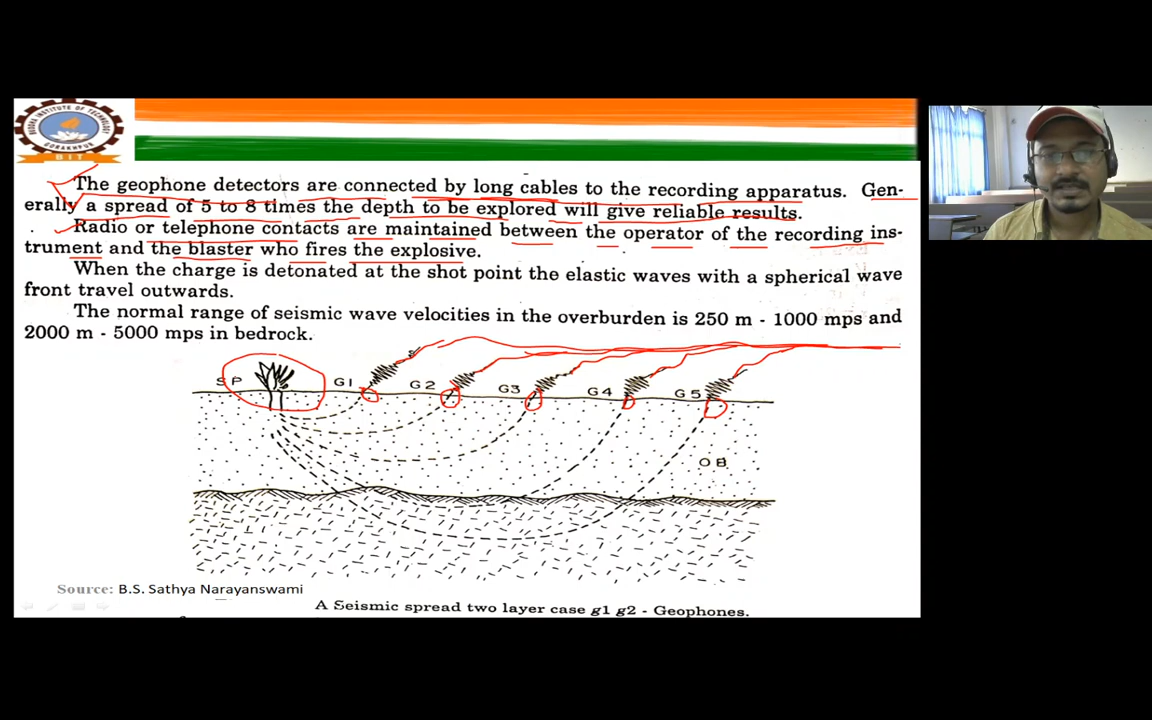 BUDDHA INSTITUTE OF TECHNOLOGY
GORAKHPUR
BIT
The geophone detectors are connected by long cables to the recording apparatus. Gen-
erally a spread of 5 to 8 times the depth to be explored will give reliable results.
Radio or telephone contacts are maintained between the operator of the recording ins-
trument and the blaster who fires the explosive.
When the charge is detonated at the shot point the elastic waves with a spherical wave
front travel outwards.
The normal range of seismic wave velocities in the overburden is 250 m - 1000 mps and
2000 m - 5000 mps in bedrock.
SP G1 G2 G3 G4 G5
OB
Source: B.S. Sathya Narayanswami
A Seismic spread two layer case g1 g2 - Geophones.